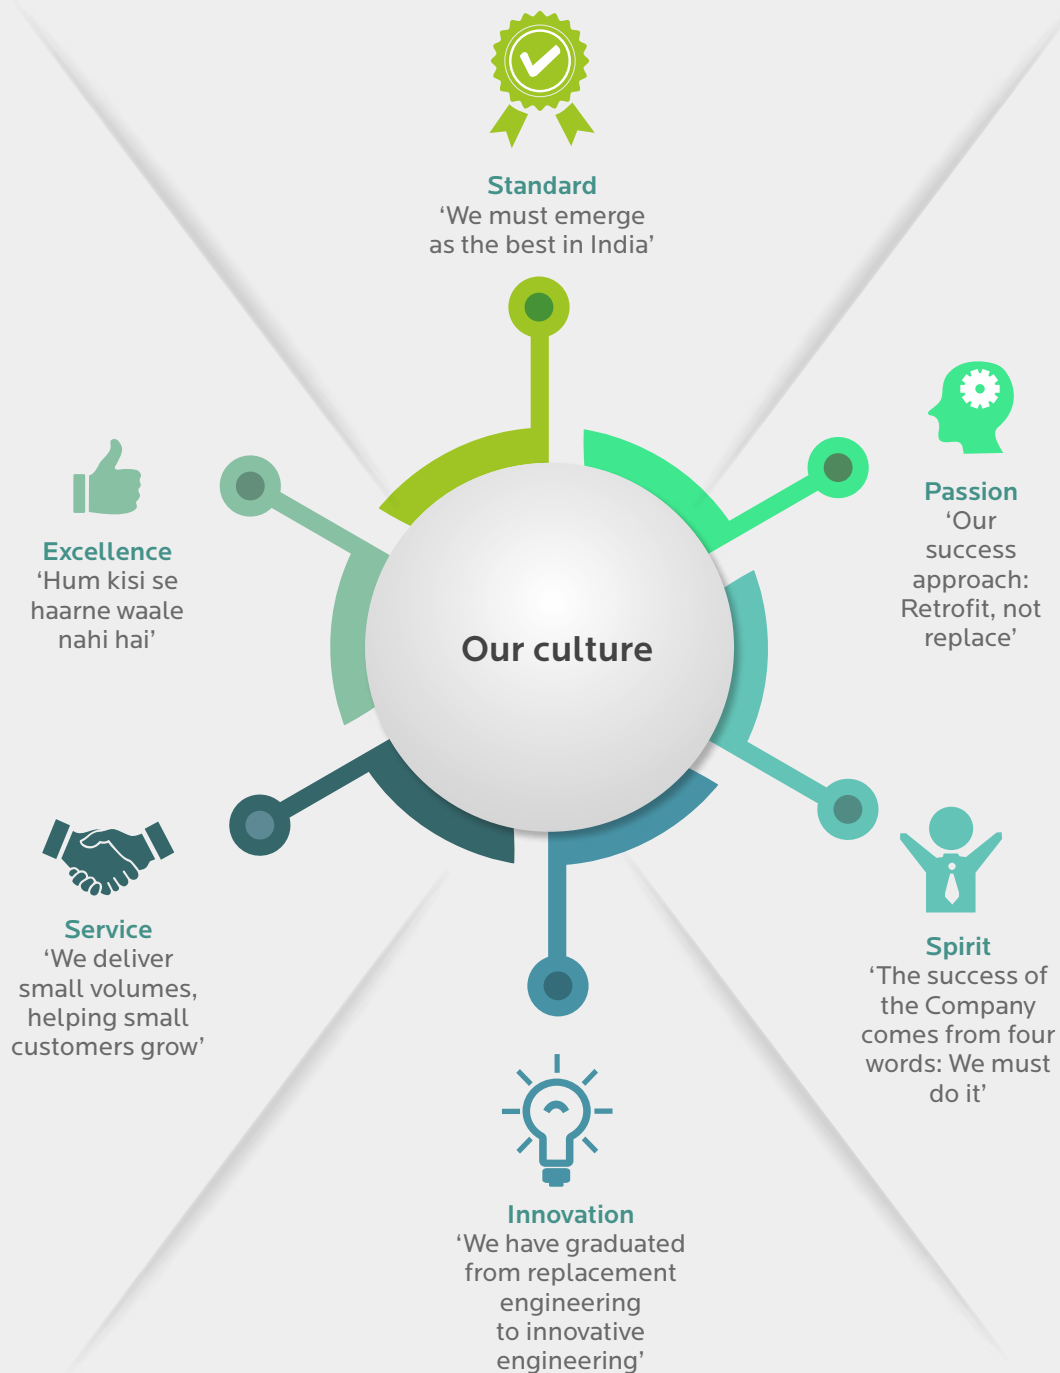 Standard
‘We must emerge
as the best in India’
Passion
‘Our
success
approach:
Retrofit, not
replace’
Excellence
‘Hum kisi se
haarne waale
nahi hai’
Our culture
Service
‘We deliver
small volumes,
helping small
customers grow’
Spirit
‘The success of
the Company
comes from four
words: We must
do it’
Innovation
‘We have graduated
from replacement
engineering
to innovative
engineering’